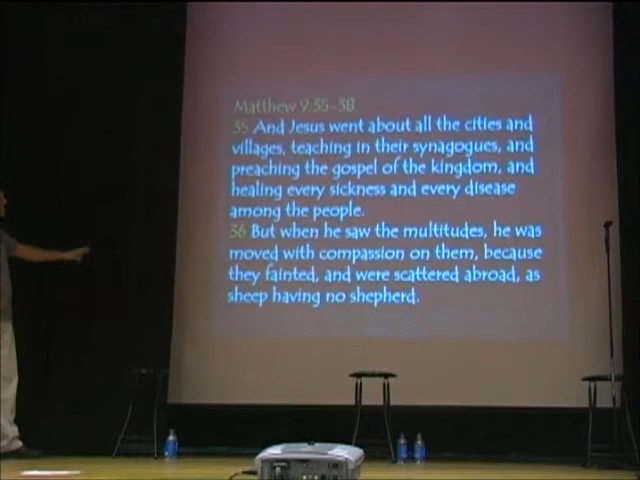 Matthew 9:35-38
35 And Jesus went about all the cities and
villages, teaching in their synagogues, and
preaching the gospel of the kingdom, and
healing every sickness and every disease
among the people.
36 But when he saw the multitudes, he was
moved with compassion on them, because
they fainted, and were scattered abroad, as
sheep having no shepherd.